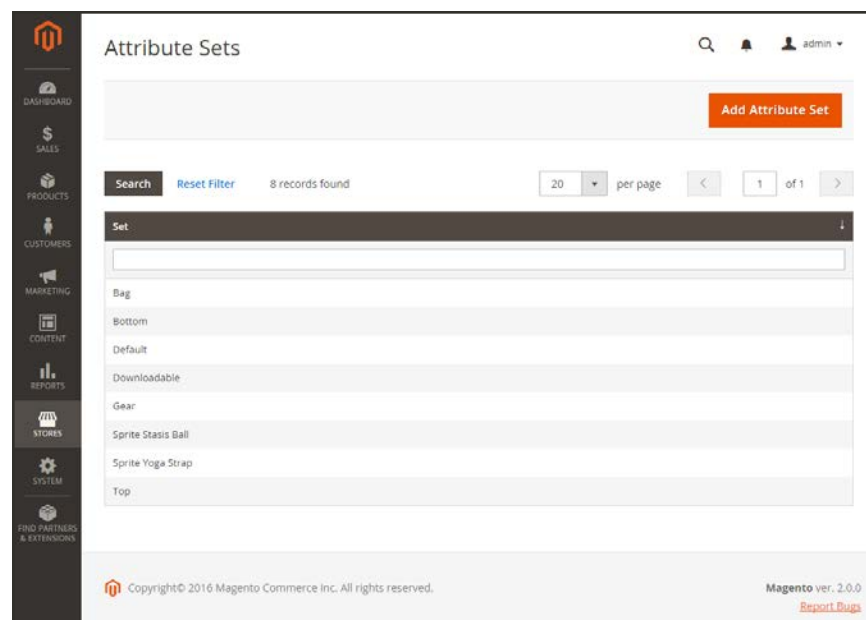 Attribute Sets
admin
DASHBOARD
Add Attribute Set
SALES
Search Reset Filter 8 records found 20 per page 1 of 1
PRODUCTS
Set
CUSTOMERS
MARKETING
Bag
Bottom
CONTENT
Default
Downloadable
REPORTS
Gear
STORES
Sprite Stasis Ball
Sprite Yoga Strap
SYSTEM
Top
FIND PARTNERS
& EXTENSIONS
Copyright© 2016 Magento Commerce Inc. All rights reserved.
Magento ver. 2.0.0
Report Bugs